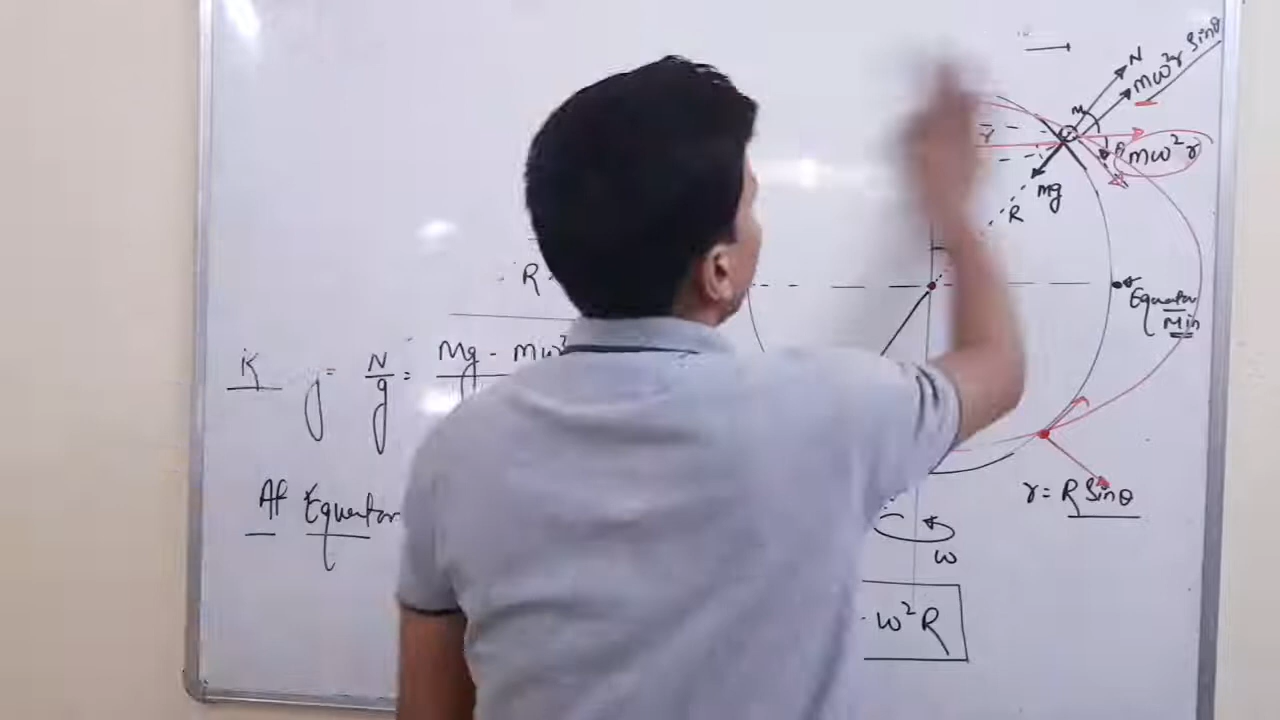 N
mω²r sinθ
M
r
θ
mω²r
mg
R
R
Equator
Min
K g = N/g = Mg - mω²
At Equator
r = R sinθ
ω
ω²R